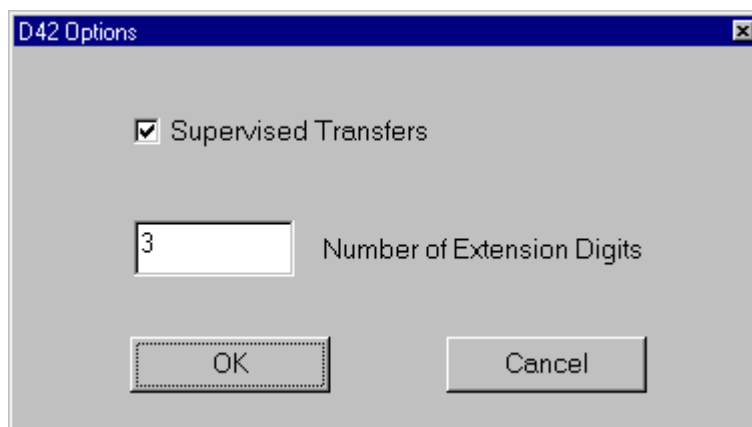 D42 Options
Supervised Transfers
3 Number of Extension Digits
OK Cancel